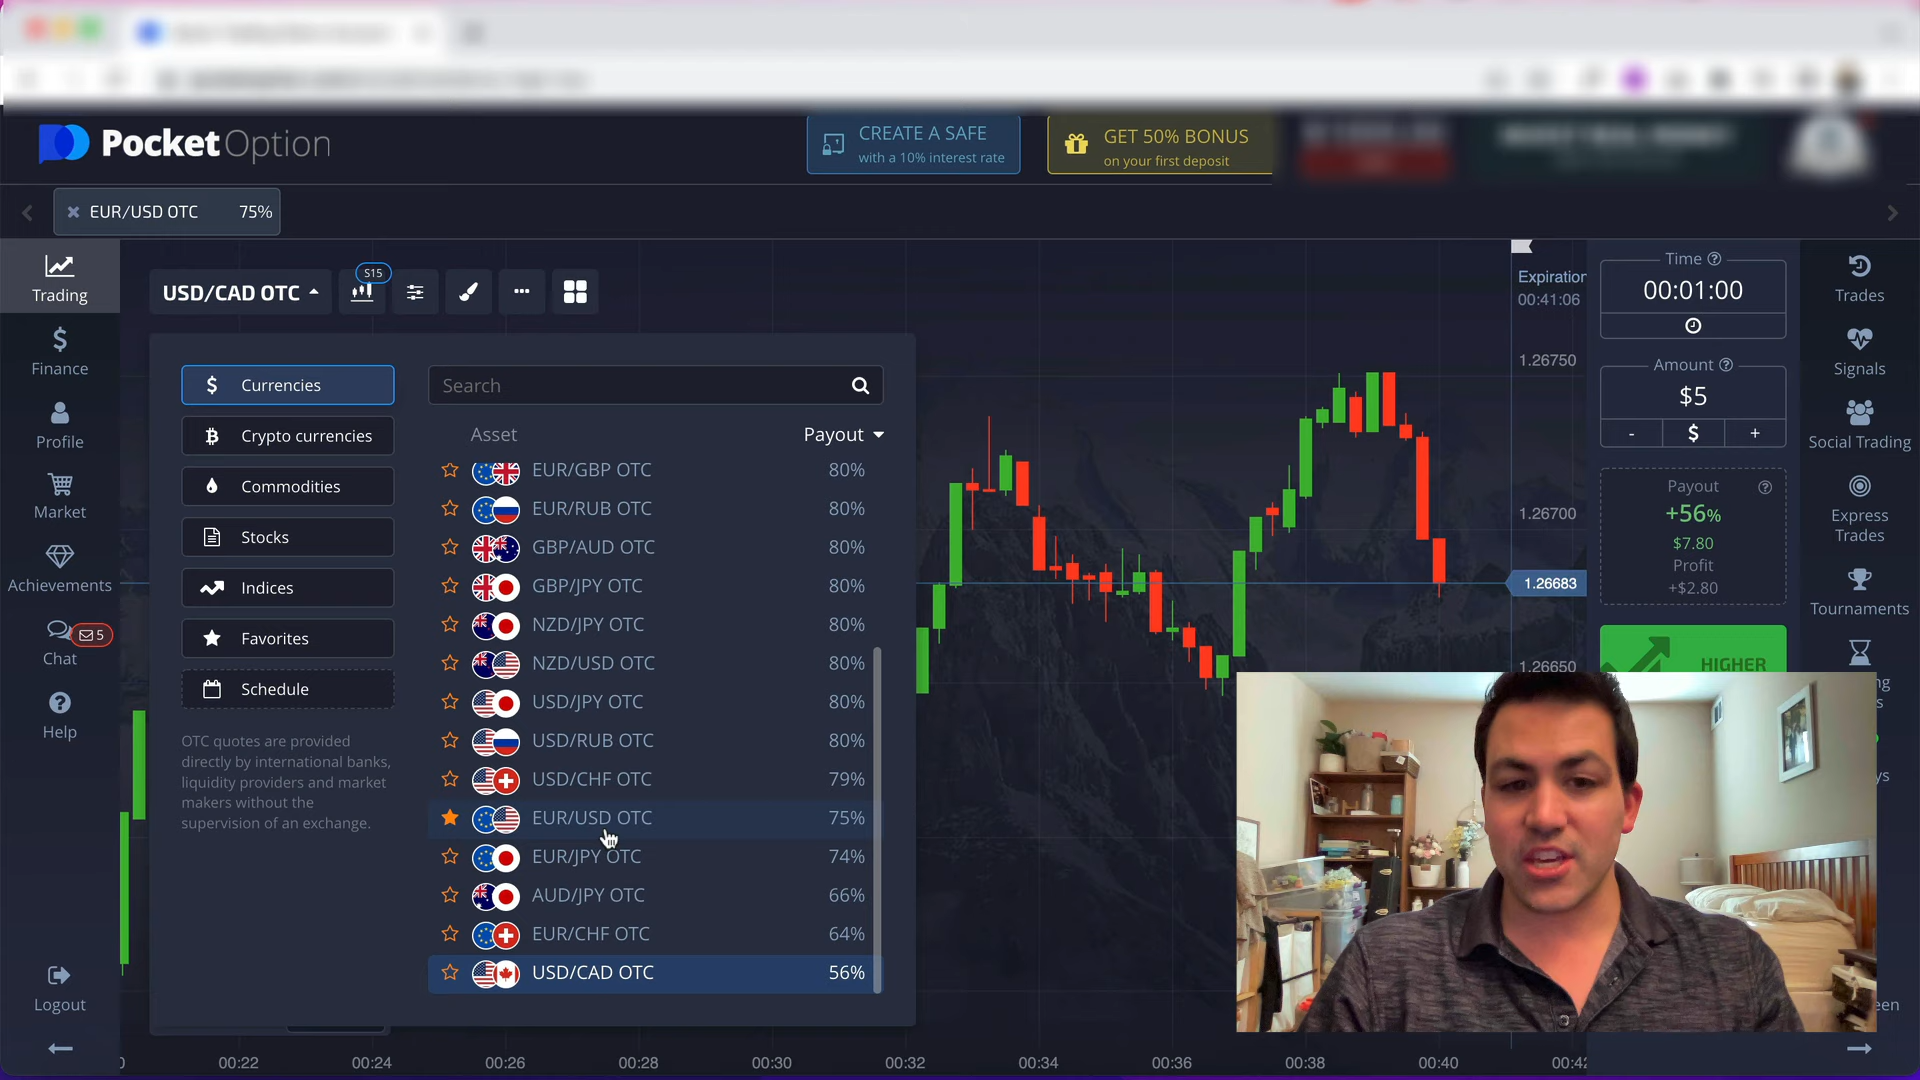 PocketOption
CREATE A SAFE
with a 10% interest rate
GET 50% BONUS
on your first deposit
EUR/USD OTC 75%
Trading
Finance
Profile
Market
Achievements
5
Chat
Help
Logout
USD/CAD OTC
S15
Currencies
Crypto currencies
Commodities
Stocks
Indices
Favorites
Schedule
OTC quotes are provided
directly by international banks,
liquidity providers and market
makers without the
supervision of an exchange.
Search
Asset Payout
EUR/GBP OTC 80%
EUR/RUB OTC 80%
GBP/AUD OTC 80%
GBP/JPY OTC 80%
NZD/JPY OTC 80%
NZD/USD OTC 80%
USD/JPY OTC 80%
USD/RUB OTC 80%
USD/CHF OTC 79%
EUR/USD OTC 75%
EUR/JPY OTC 74%
AUD/JPY OTC 66%
EUR/CHF OTC 64%
USD/CAD OTC 56%
Expiration
00:41:06
1.26750
1.26700
1.26683
1.26650
00:22 00:24 00:26 00:28 00:30 00:32 00:34 00:36 00:38 00:40 00:42
Time
00:01:00
Amount
$5
- $ +
Payout
+56%
$7.80
Profit
+$2.80
HIGHER
Trades
Signals
Social Trading
Express
Trades
Tournaments